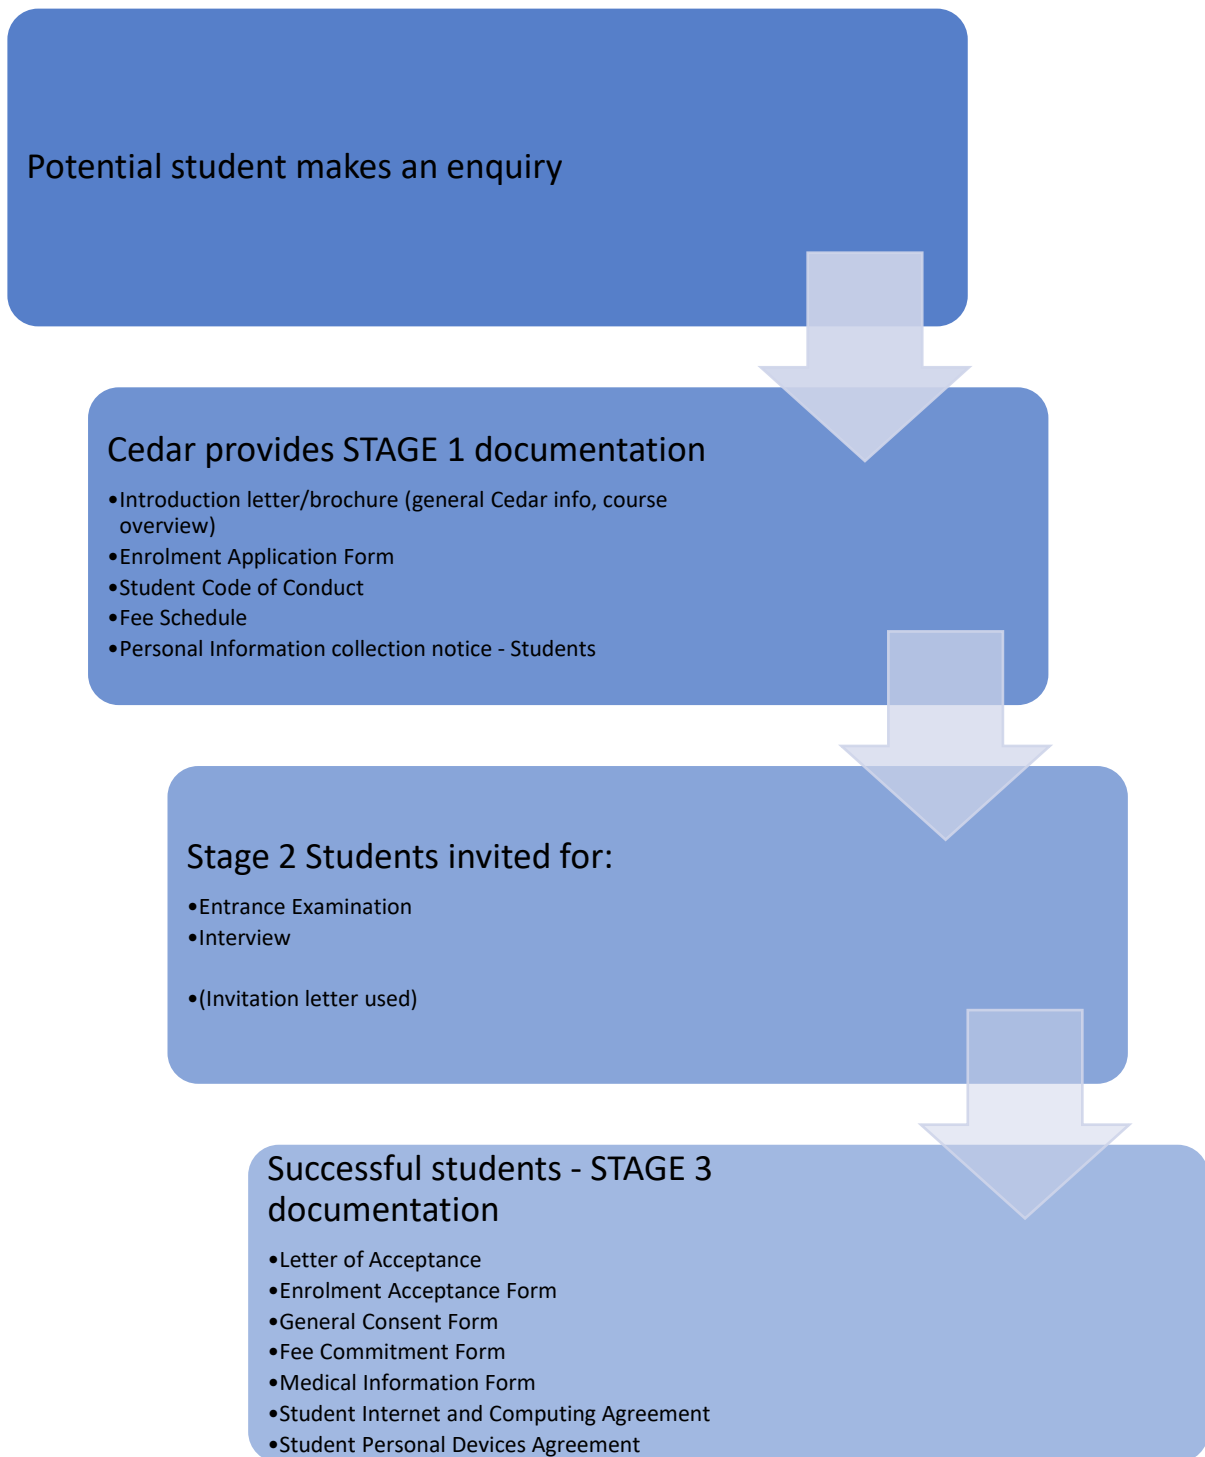 Potential student makes an enquiry
Cedar provides STAGE 1 documentation
•Introduction letter/brochure (general Cedar info, course
overview)
•Enrolment Application Form
•Student Code of Conduct
•Fee Schedule
•Personal Information collection notice - Students
Stage 2 Students invited for:
•Entrance Examination
•Interview
•(Invitation letter used)
Successful students - STAGE 3
documentation
•Letter of Acceptance
•Enrolment Acceptance Form
•General Consent Form
•Fee Commitment Form
•Medical Information Form
•Student Internet and Computing Agreement
•Student Personal Devices Agreement